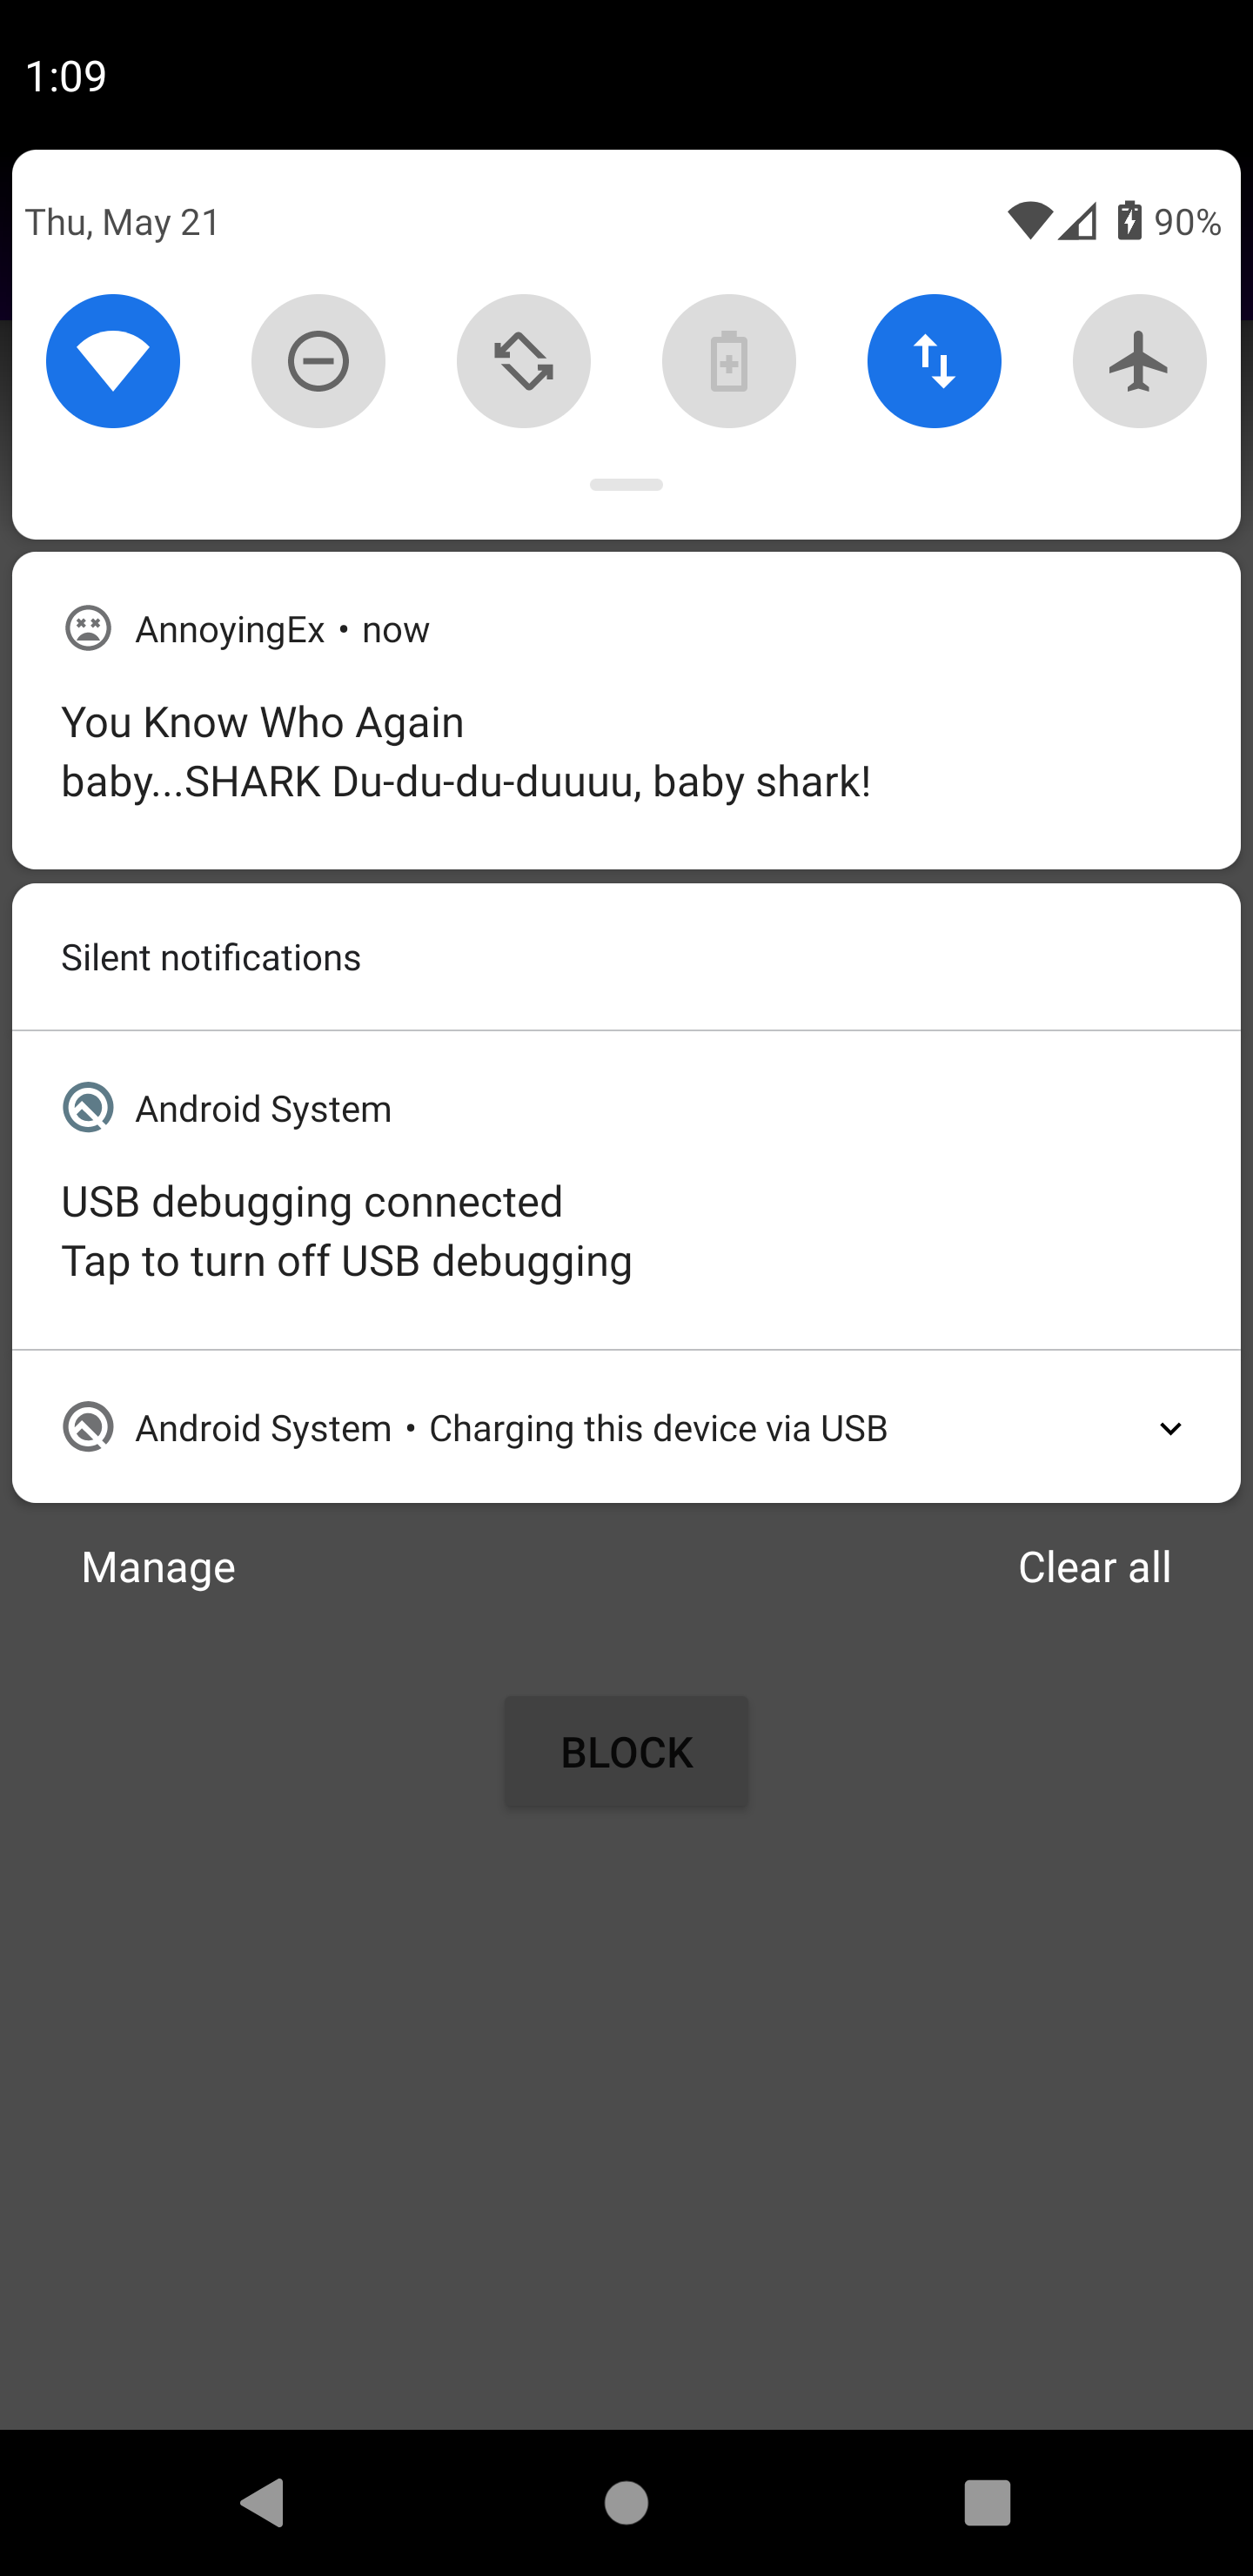 1:09
Thu, May 21
90%
AnnoyingEx • now
You Know Who Again
baby...SHARK Du-du-du-duuuu, baby shark!
Silent notifications
Android System
USB debugging connected
Tap to turn off USB debugging
Android System • Charging this device via USB
Manage
Clear all
BLOCK